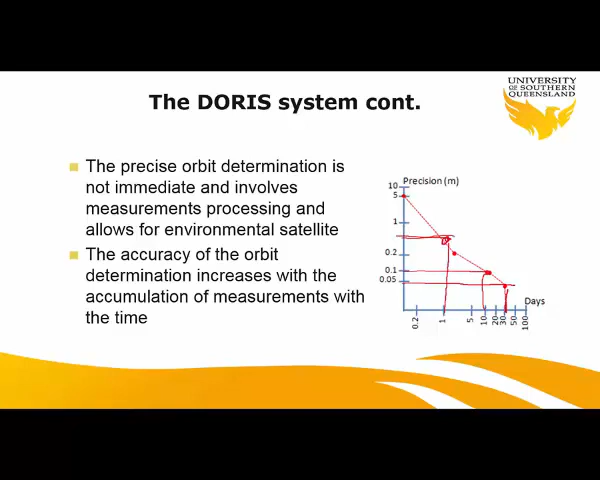 UNIVERSITY
OF SOUTHERN
QUEENSLAND
The DORIS system cont.
The precise orbit determination is
not immediate and involves
measurements processing and
allows for environmental satellite
The accuracy of the orbit
determination increases with the
accumulation of measurements with
the time
Precision (m)
10
5
1
0.2
0.1
0.05
Days
0.2 1 5 10 20 30 50 100